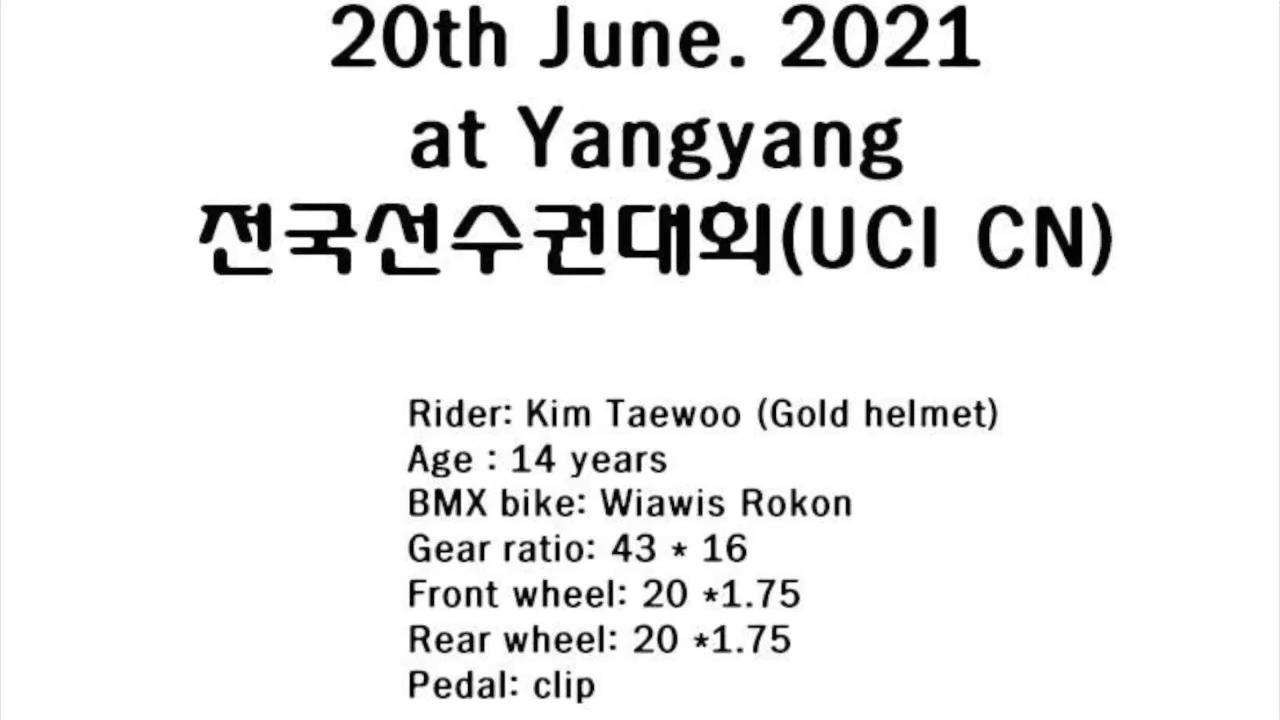 20th June. 2021
at Yangyang
전국선수권대회(UCI CN)
Rider: Kim Taewoo (Gold helmet)
Age : 14 years
BMX bike: Wiawis Rokon
Gear ratio: 43 * 16
Front wheel: 20 *1.75
Rear wheel: 20 *1.75
Pedal: clip